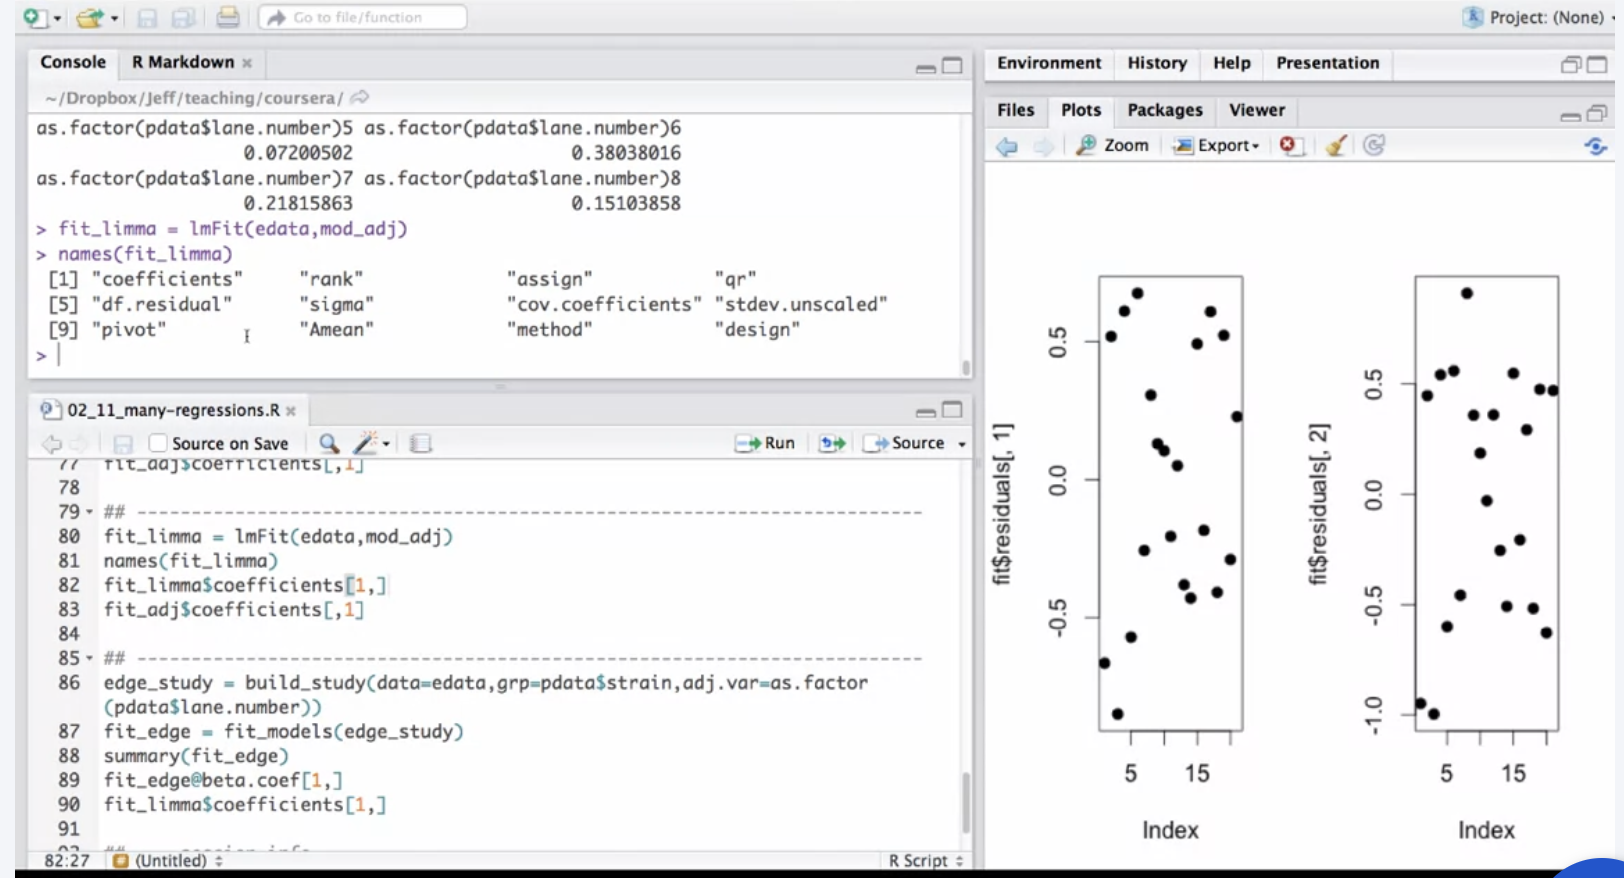 Go to file/function
Project: (None)
Console R Markdown
~/Dropbox/Jeff/teaching/coursera/
as.factor(pdata$lane.number)5 as.factor(pdata$lane.number)6
0.07200502 0.38038016
as.factor(pdata$lane.number)7 as.factor(pdata$lane.number)8
0.21815863 0.15103858
> fit_limma = lmFit(edata,mod_adj)
> names(fit_limma)
[1] "coefficients" "rank" "assign" "qr"
[5] "df.residual" "sigma" "cov.coefficients" "stdev.unscaled"
[9] "pivot" "Amean" "method" "design"
>
02_11_many-regressions.R
Source on Save
Run
Source
77 fit_adj$coefficients[,1]
78
79 ## ----------------------------------------------------------------
80 fit_limma = lmFit(edata,mod_adj)
81 names(fit_limma)
82 fit_limma$coefficients[1,]
83 fit_adj$coefficients[,1]
84
85 ## ----------------------------------------------------------------
86 edge_study = build_study(data=edata,grp=pdata$strain,adj.var=as.factor
(pdata$lane.number))
87 fit_edge = fit_models(edge_study)
88 summary(fit_edge)
89 fit_edge@beta.coef[1,]
90 fit_limma$coefficients[1,]
91
82:27 (Untitled) R Script
Environment History Help Presentation
Files Plots Packages Viewer
Zoom Export
fit$residuals[, 1]
0.5
0.0
-0.5
5 15
Index
fit$residuals[, 2]
0.5
0.0
-0.5
-1.0
5 15
Index